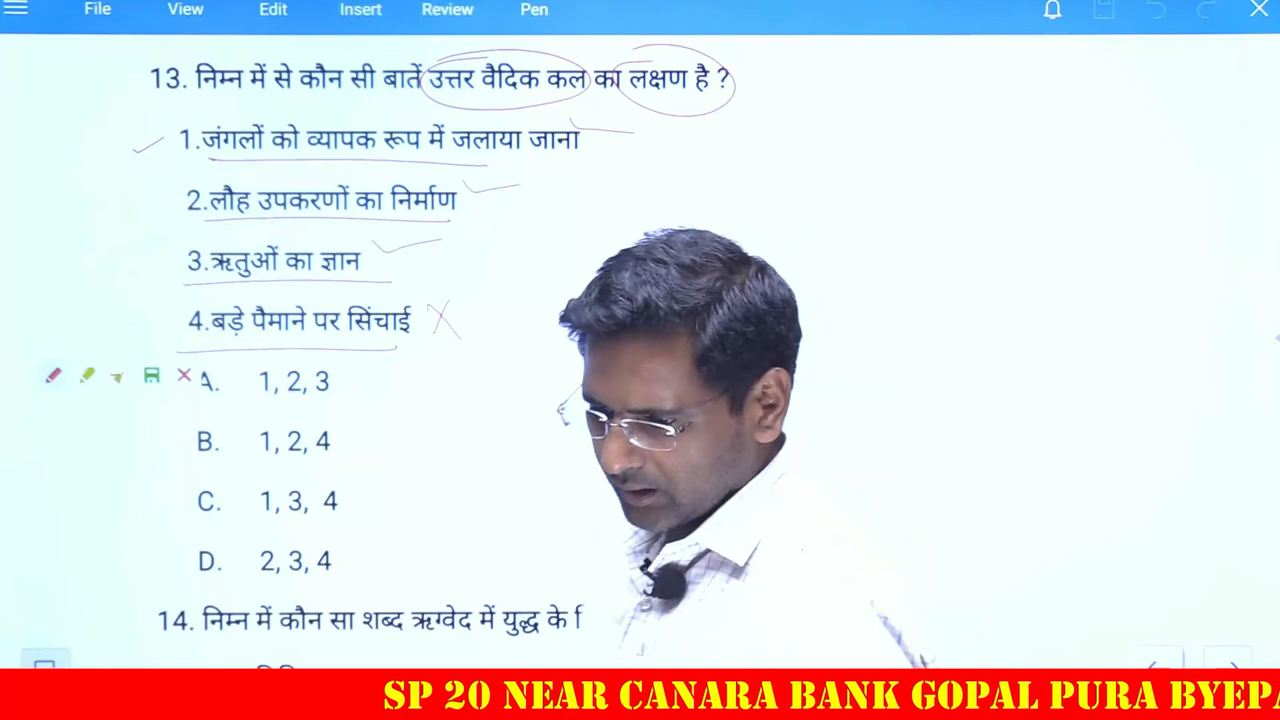 File View Edit Insert Review Pen
13. निम्न में से कौन सी बातें उत्तर वैदिक कल का लक्षण है ?
1.जंगलों को व्यापक रूप में जलाया जाना
2.लौह उपकरणों का निर्माण
3.ऋतुओं का ज्ञान
4.बड़े पैमाने पर सिंचाई
A. 1, 2, 3
B. 1, 2, 4
C. 1, 3, 4
D. 2, 3, 4
14. निम्न में कौन सा शब्द ऋग्वेद में युद्ध के
SP 20 NEAR CANARA BANK GOPAL PURA BYEPA